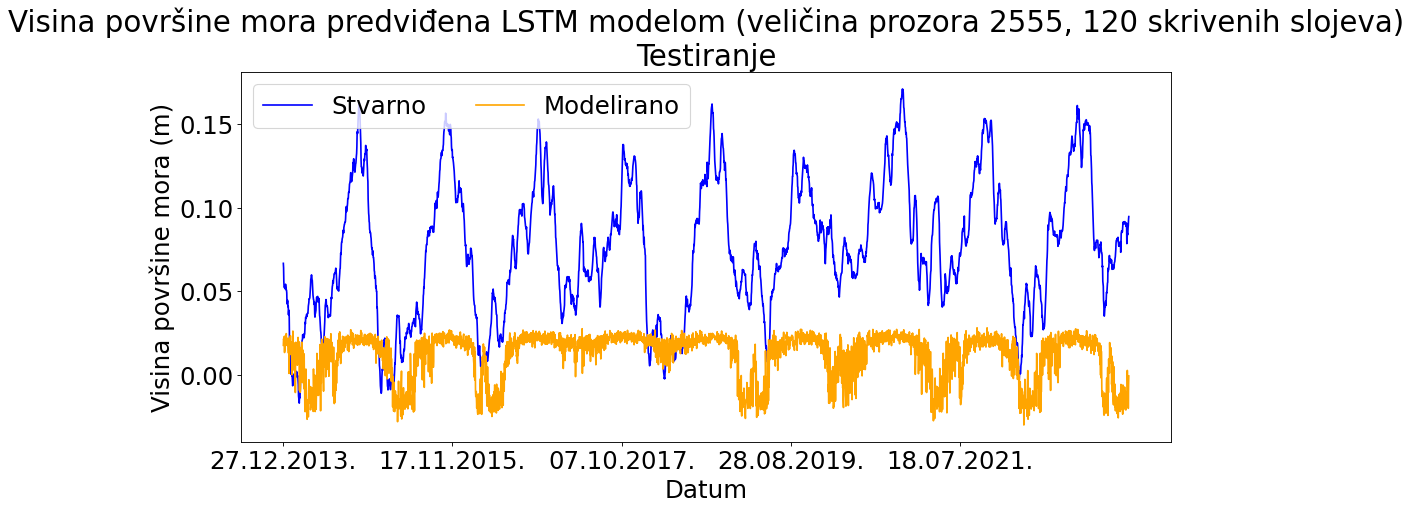 Visina površine mora predviđena LSTM modelom (veličina prozora 2555, 120 skrivenih slojeva)
Testiranje
Stvarno
Modelirano
Visina površine mora (m)
0.15
0.10
0.05
0.00
27.12.2013.
17.11.2015.
07.10.2017.
28.08.2019.
18.07.2021.
Datum